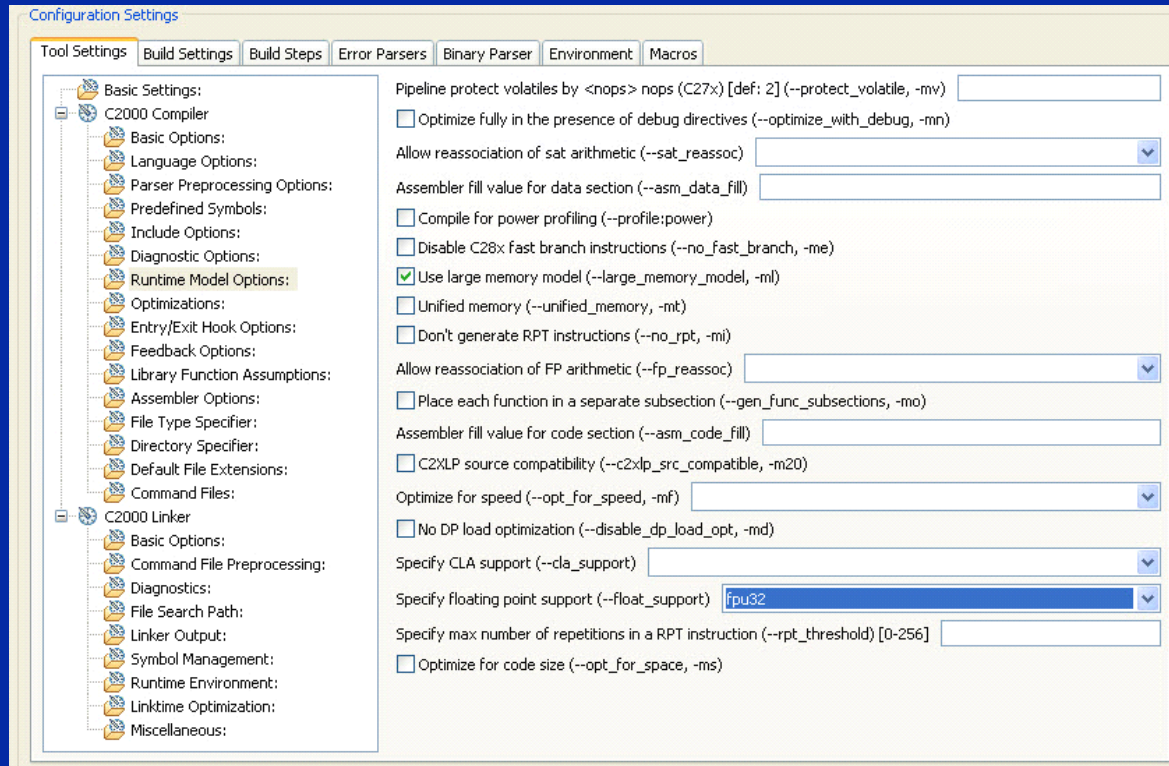 Configuration Settings
Tool Settings Build Settings Build Steps Error Parsers Binary Parser Environment Macros
Basic Settings:
C2000 Compiler
Basic Options:
Language Options:
Parser Preprocessing Options:
Predefined Symbols:
Include Options:
Diagnostic Options:
Runtime Model Options:
Optimizations:
Entry/Exit Hook Options:
Feedback Options:
Library Function Assumptions:
Assembler Options:
File Type Specifier:
Directory Specifier:
Default File Extensions:
Command Files:
C2000 Linker
Basic Options:
Command File Preprocessing:
Diagnostics:
File Search Path:
Linker Output:
Symbol Management:
Runtime Environment:
Linktime Optimization:
Miscellaneous:
Pipeline protect volatiles by <nops> nops (C27x) [def: 2] (--protect_volatile, -mv)
Optimize fully in the presence of debug directives (--optimize_with_debug, -mn)
Allow reassociation of sat arithmetic (--sat_reassoc)
Assembler fill value for data section (--asm_data_fill)
Compile for power profiling (--profile:power)
Disable C28x fast branch instructions (--no_fast_branch, -me)
Use large memory model (--large_memory_model, -ml)
Unified memory (--unified_memory, -mt)
Don't generate RPT instructions (--no_rpt, -mi)
Allow reassociation of FP arithmetic (--fp_reassoc)
Place each function in a separate subsection (--gen_func_subsections, -mo)
Assembler fill value for code section (--asm_code_fill)
C2XLP source compatibility (--c2xlp_src_compatible, -m20)
Optimize for speed (--opt_for_speed, -mf)
No DP load optimization (--disable_dp_load_opt, -md)
Specify CLA support (--cla_support)
Specify floating point support (--float_support) fpu32
Specify max number of repetitions in a RPT instruction (--rpt_threshold) [0-256]
Optimize for code size (--opt_for_space, -ms)